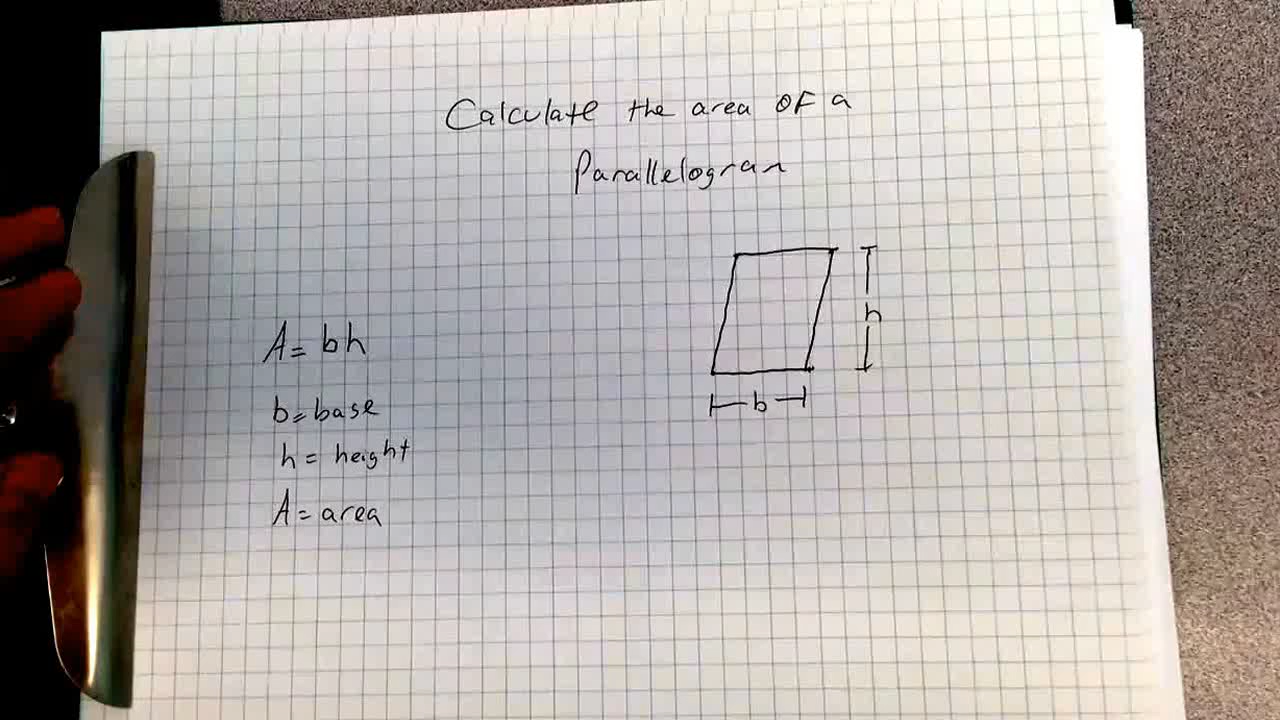 Calculate the area of a
Parallelogram
A = bh
b = base
h = height
A = area
h
b